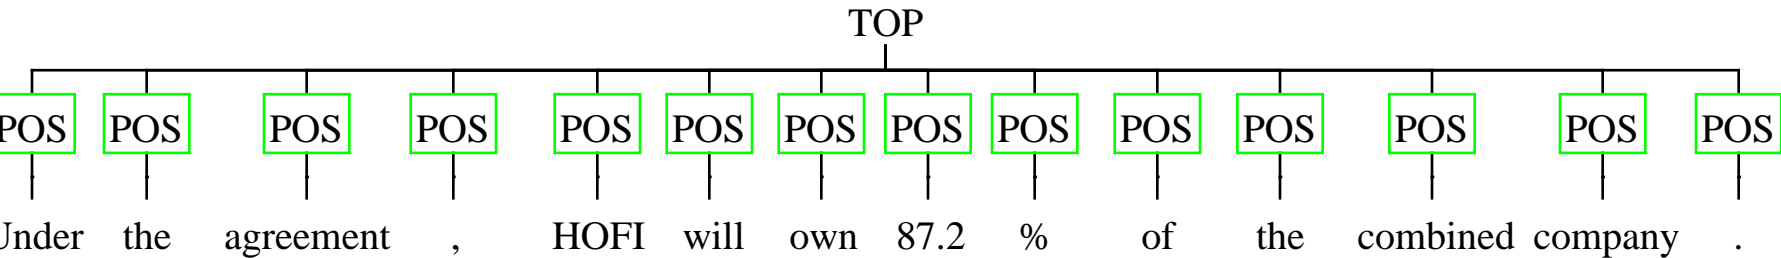 TOP
POS POS POS POS POS POS POS POS POS POS POS POS POS POS
Under the agreement , HOFI will own 87.2 % of the combined company .